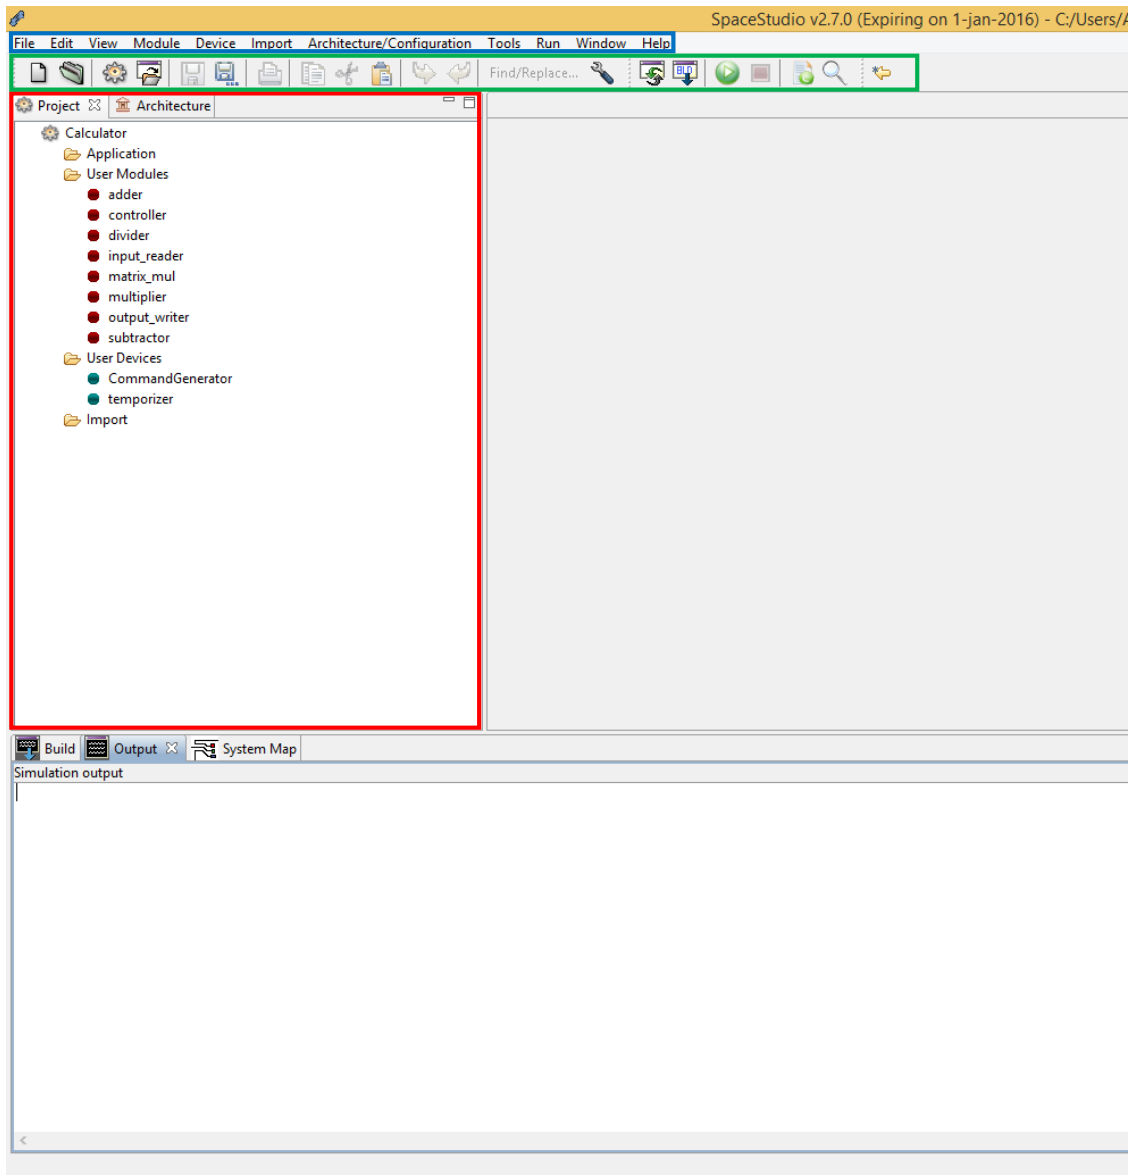 SpaceStudio v2.7.0 (Expiring on 1-jan-2016) - C:/Users/A
File Edit View Module Device Import Architecture/Configuration Tools Run Window Help
Find/Replace... BLD
Project Architecture
Calculator
Application
User Modules
adder
controller
divider
input_reader
matrix_mul
multiplier
output_writer
subtractor
User Devices
CommandGenerator
temporizer
Import
Build Output System Map
Simulation output